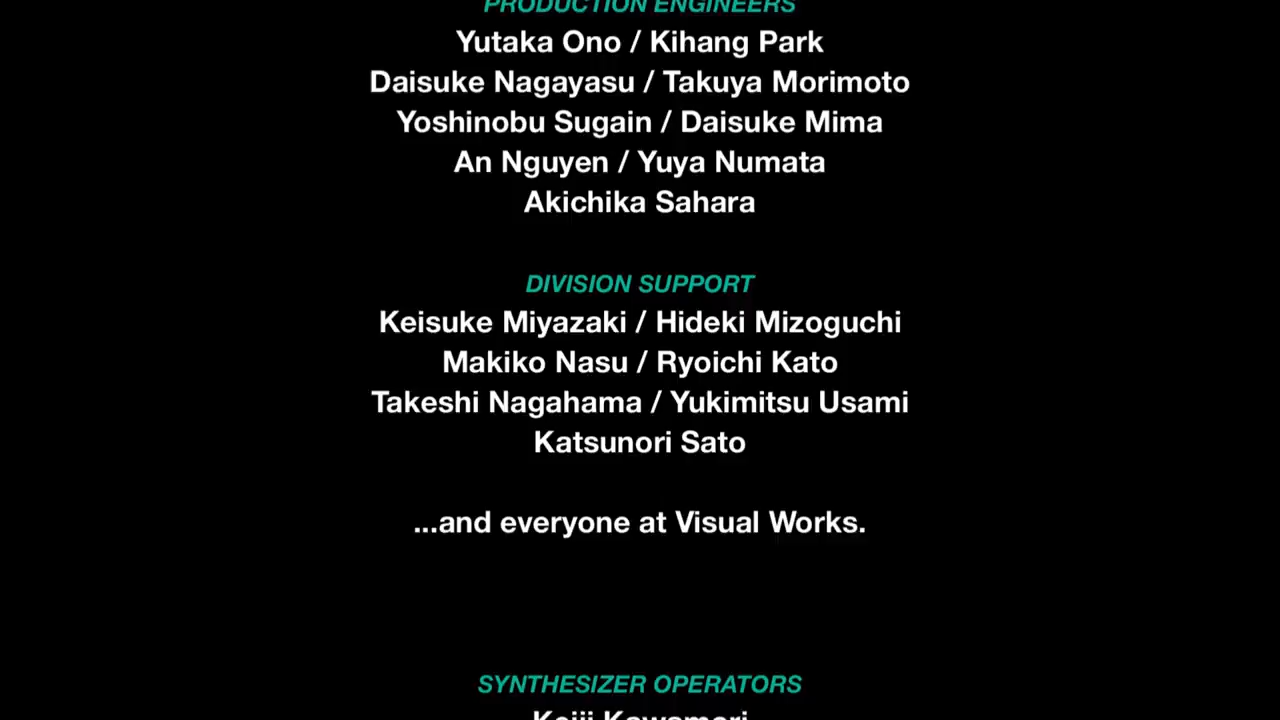 PRODUCTION ENGINEERS
Yutaka Ono / Kihang Park
Daisuke Nagayasu / Takuya Morimoto
Yoshinobu Sugain / Daisuke Mima
An Nguyen / Yuya Numata
Akichika Sahara
DIVISION SUPPORT
Keisuke Miyazaki / Hideki Mizoguchi
Makiko Nasu / Ryoichi Kato
Takeshi Nagahama / Yukimitsu Usami
Katsunori Sato
...and everyone at Visual Works.
SYNTHESIZER OPERATORS
Keiji Kawamori